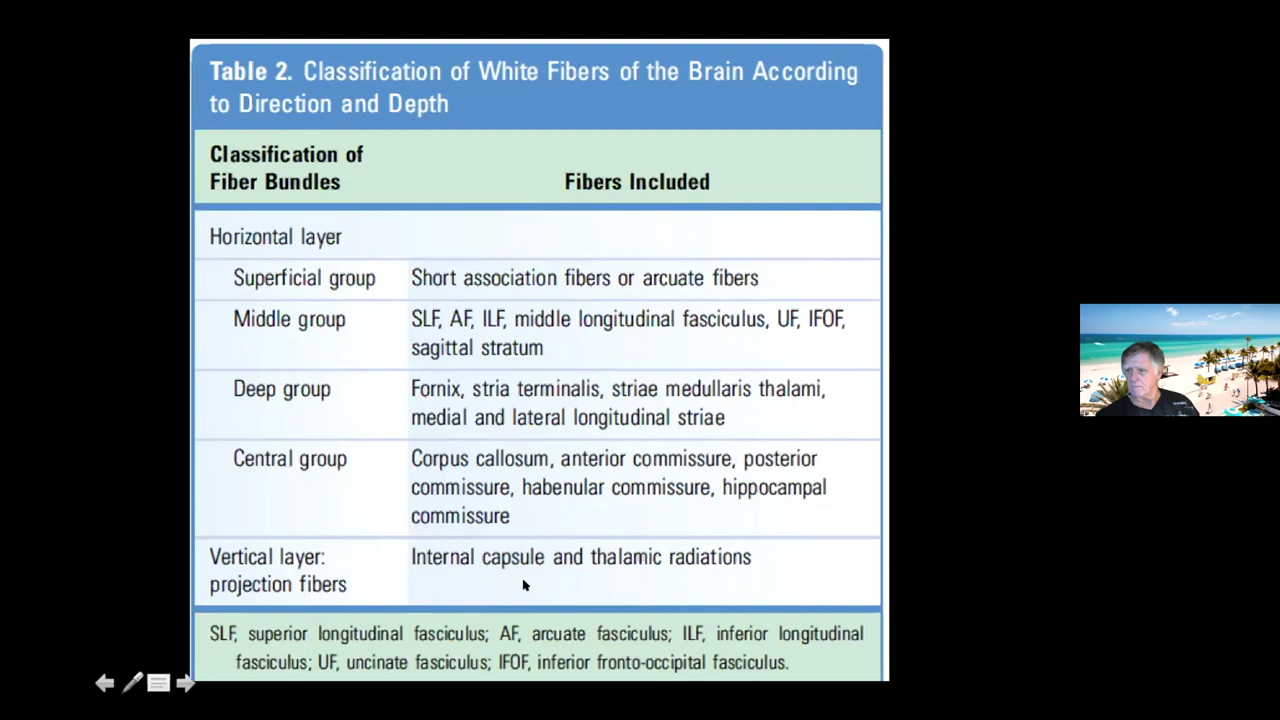 Table 2. Classification of White Fibers of the Brain According
to Direction and Depth
Classification of
Fiber Bundles
Fibers Included
Horizontal layer
Superficial group
Short association fibers or arcuate fibers
Middle group
SLF, AF, ILF, middle longitudinal fasciculus, UF, IFOF,
sagittal stratum
Deep group
Fornix, stria terminalis, striae medullaris thalami,
medial and lateral longitudinal striae
Central group
Corpus callosum, anterior commissure, posterior
commissure, habenular commissure, hippocampal
commissure
Vertical layer:
projection fibers
Internal capsule and thalamic radiations
SLF, superior longitudinal fasciculus; AF, arcuate fasciculus; ILF, inferior longitudinal
fasciculus; UF, uncinate fasciculus; IFOF, inferior fronto-occipital fasciculus.